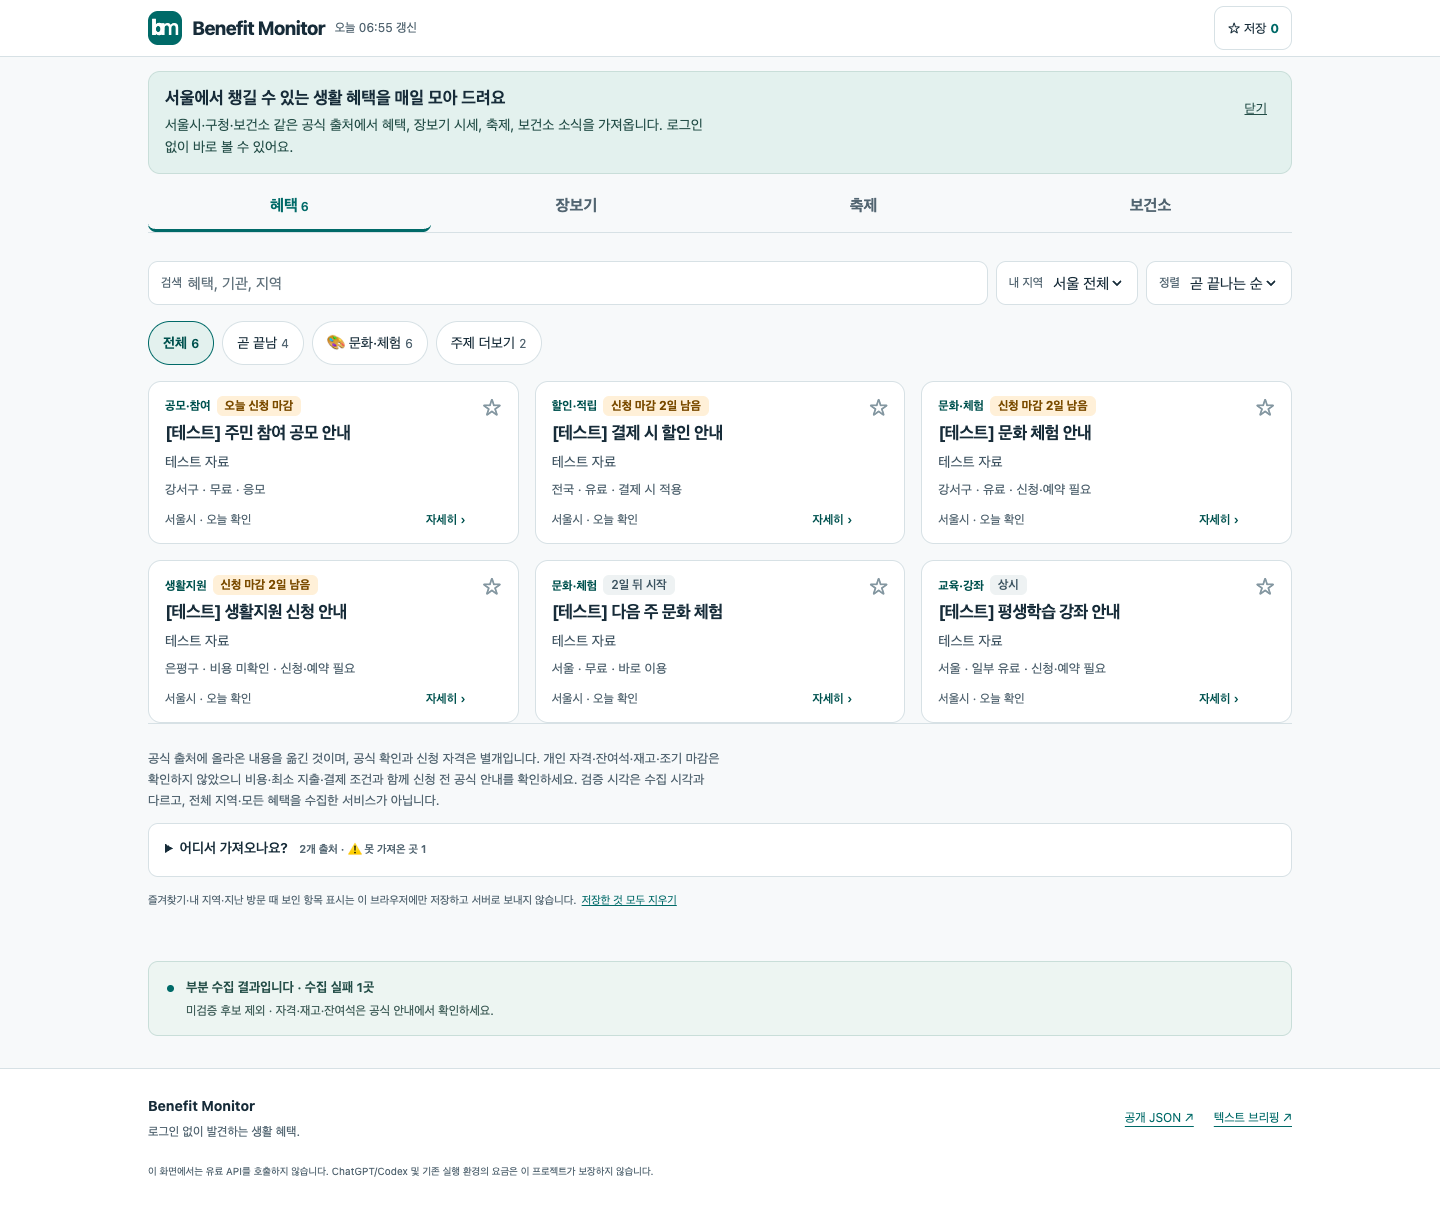 bm Benefit Monitor 오늘 06:55 갱신
☆ 저장 0
서울에서 챙길 수 있는 생활 혜택을 매일 모아 드려요
닫기
서울시·구청·보건소 같은 공식 출처에서 혜택, 장보기 시세, 축제, 보건소 소식을 가져옵니다. 로그인
없이 바로 볼 수 있어요.
혜택 6
장보기
축제
보건소
검색 혜택, 기관, 지역
내 지역 서울 전체
정렬 곧 끝나는 순
전체 6
곧 끝남 4
🎨 문화·체험 6
주제 더보기 2
공모·참여 오늘 신청 마감
[테스트] 주민 참여 공모 안내
테스트 자료
강서구 · 무료 · 응모
서울시 · 오늘 확인
자세히 ›
할인·적립 신청 마감 2일 남음
[테스트] 결제 시 할인 안내
테스트 자료
전국 · 유료 · 결제 시 적용
서울시 · 오늘 확인
자세히 ›
문화·체험 신청 마감 2일 남음
[테스트] 문화 체험 안내
테스트 자료
강서구 · 유료 · 신청·예약 필요
서울시 · 오늘 확인
자세히 ›
생활지원 신청 마감 2일 남음
[테스트] 생활지원 신청 안내
테스트 자료
은평구 · 비용 미확인 · 신청·예약 필요
서울시 · 오늘 확인
자세히 ›
문화·체험 2일 뒤 시작
[테스트] 다음 주 문화 체험
테스트 자료
서울 · 무료 · 바로 이용
서울시 · 오늘 확인
자세히 ›
교육·강좌 상시
[테스트] 평생학습 강좌 안내
테스트 자료
서울 · 일부 유료 · 신청·예약 필요
서울시 · 오늘 확인
자세히 ›
공식 출처에 올라온 내용을 옮긴 것이며, 공식 확인과 신청 자격은 별개입니다. 개인 자격·잔여석·재고·조기 마감은
확인하지 않았으니 비용·최소 지출·결제 조건과 함께 신청 전 공식 안내를 확인하세요. 검증 시각은 수집 시각과
다르고, 전체 지역·모든 혜택을 수집한 서비스가 아닙니다.
▶ 어디서 가져오나요? 2개 출처 · ⚠️ 못 가져온 곳 1
즐겨찾기·내 지역·지난 방문 때 보인 항목 표시는 이 브라우저에만 저장하고 서버로 보내지 않습니다. 저장한 것 모두 지우기
부분 수집 결과입니다 · 수집 실패 1곳
미검증 후보 제외 · 자격·재고·잔여석은 공식 안내에서 확인하세요.
Benefit Monitor
로그인 없이 발견하는 생활 혜택.
공개 JSON ↗
텍스트 브리핑 ↗
이 화면에서는 유료 API를 호출하지 않습니다. ChatGPT/Codex 및 기존 실행 환경의 요금은 이 프로젝트가 보장하지 않습니다.